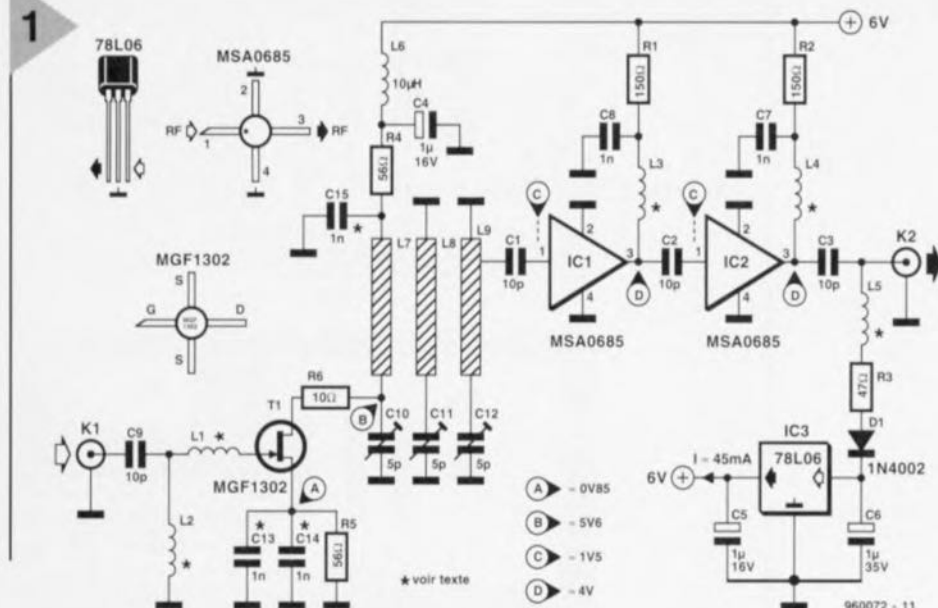 1
78L06
MSA0685
2
RF
1
3
RF
4
MGF1302
S
G
D
S
MGF
1302
L6
10µH
C4
1µ
16V
R4
56Ω
C15
1n
*
L7
L8
L9
R6
10Ω
B
C10
5p
C11
5p
C12
5p
K1
C9
10p
L1 *
L2
*
T1
MGF1302
A
*
C13
1n
*
C14
1n
R5
56Ω
* voir texte
6V
R1
150Ω
R2
150Ω
C8
1n
C7
1n
L3
*
L4
*
C
C1
10p
1
2
3
4
IC1
MSA0685
D
C
C2
10p
1
2
3
4
IC2
MSA0685
D
C3
10p
K2
L5
*
R3
47Ω
D1
1N4002
IC3
78L06
I = 45mA
6V
C5
1µ
16V
C6
1µ
35V
A = 0V85
B = 5V6
C = 1V5
D = 4V
960072 - 11